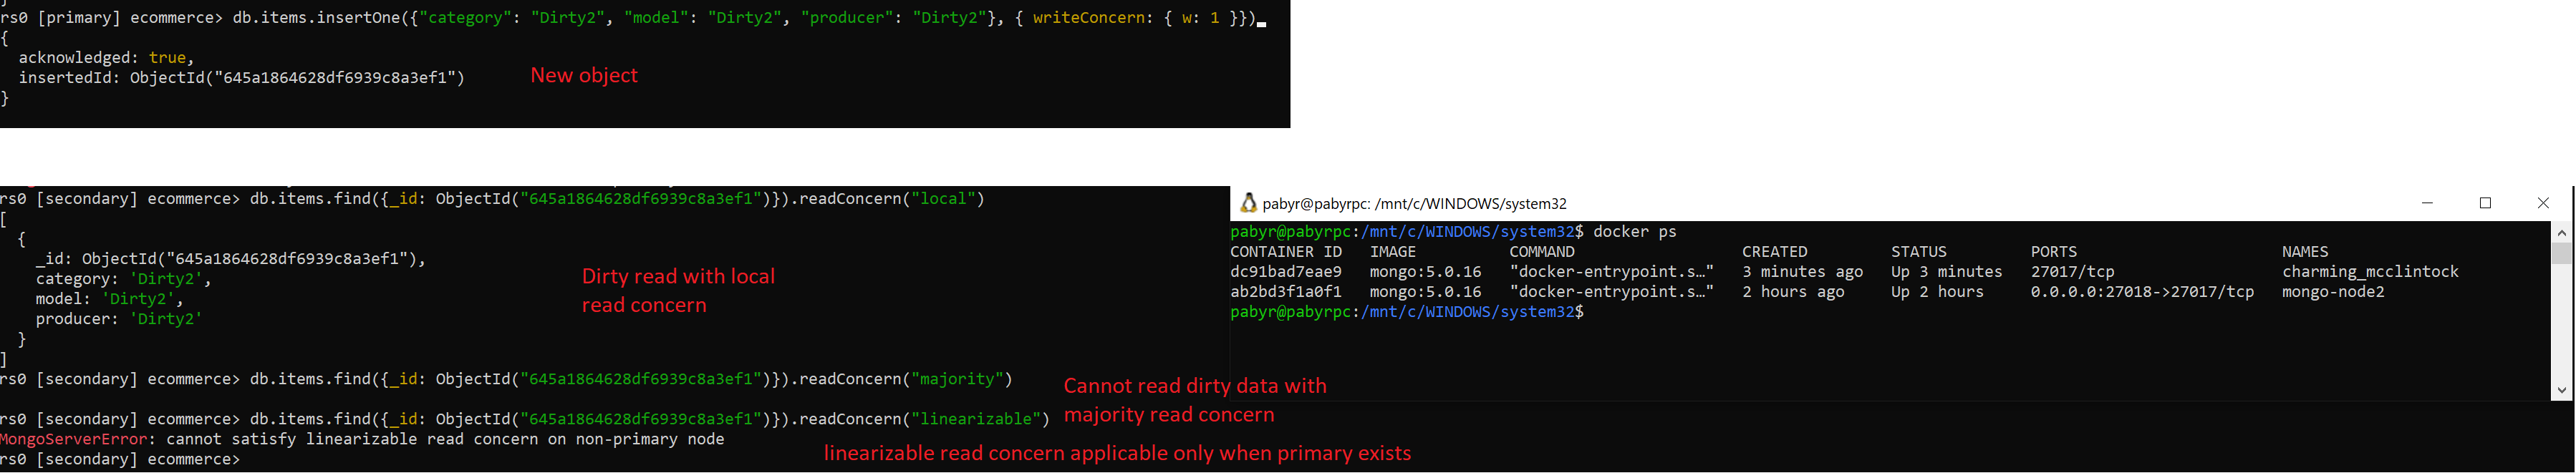 rs0 [primary] ecommerce> db.items.insertOne({"category": "Dirty2", "model": "Dirty2", "producer": "Dirty2"}, { writeConcern: { w: 1 }})
{
  acknowledged: true,
  insertedId: ObjectId("645a1864628df6939c8a3ef1")
}
New object
rs0 [secondary] ecommerce> db.items.find({_id: ObjectId("645a1864628df6939c8a3ef1")}).readConcern("local")
[
  {
    _id: ObjectId("645a1864628df6939c8a3ef1"),
    category: 'Dirty2',
    model: 'Dirty2',
    producer: 'Dirty2'
  }
]
Dirty read with local
read concern
rs0 [secondary] ecommerce> db.items.find({_id: ObjectId("645a1864628df6939c8a3ef1")}).readConcern("majority")
Cannot read dirty data with
majority read concern
rs0 [secondary] ecommerce> db.items.find({_id: ObjectId("645a1864628df6939c8a3ef1")}).readConcern("linearizable")
MongoServerError: cannot satisfy linearizable read concern on non-primary node
rs0 [secondary] ecommerce>
linearizable read concern applicable only when primary exists
pabyr@pabyrpc: /mnt/c/WINDOWS/system32
pabyr@pabyrpc:/mnt/c/WINDOWS/system32$ docker ps
CONTAINER ID   IMAGE          COMMAND                  CREATED         STATUS         PORTS                      NAMES
dc91bad7eae9   mongo:5.0.16   "docker-entrypoint.s…"   3 minutes ago   Up 3 minutes   27017/tcp                  charming_mcclintock
ab2bd3f1a0f1   mongo:5.0.16   "docker-entrypoint.s…"   2 hours ago     Up 2 hours     0.0.0.0:27018->27017/tcp   mongo-node2
pabyr@pabyrpc:/mnt/c/WINDOWS/system32$